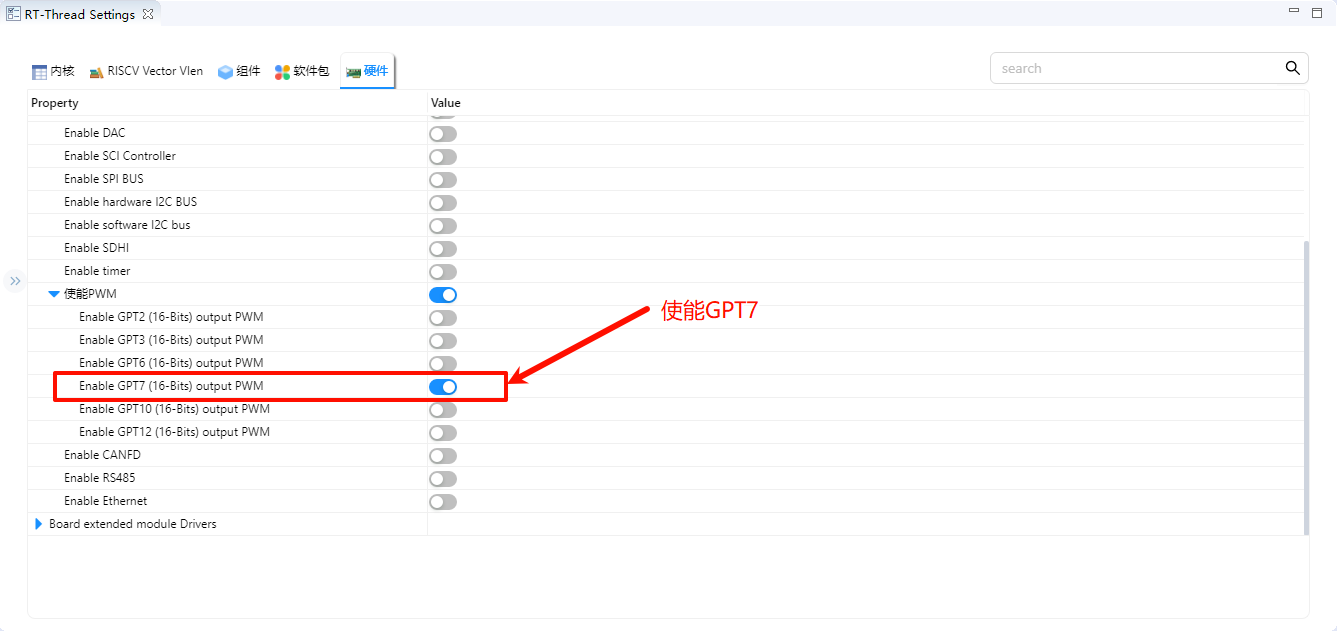 RT-Thread Settings
内核 RISCV Vector Vlen 组件 软件包 硬件 search
Property Value
Enable DAC
Enable SCI Controller
Enable SPI BUS
Enable hardware I2C BUS
Enable software I2C bus
Enable SDHI
Enable timer
使能PWM
使能GPT7
Enable GPT2 (16-Bits) output PWM
Enable GPT3 (16-Bits) output PWM
Enable GPT6 (16-Bits) output PWM
Enable GPT7 (16-Bits) output PWM
Enable GPT10 (16-Bits) output PWM
Enable GPT12 (16-Bits) output PWM
Enable CANFD
Enable RS485
Enable Ethernet
Board extended module Drivers